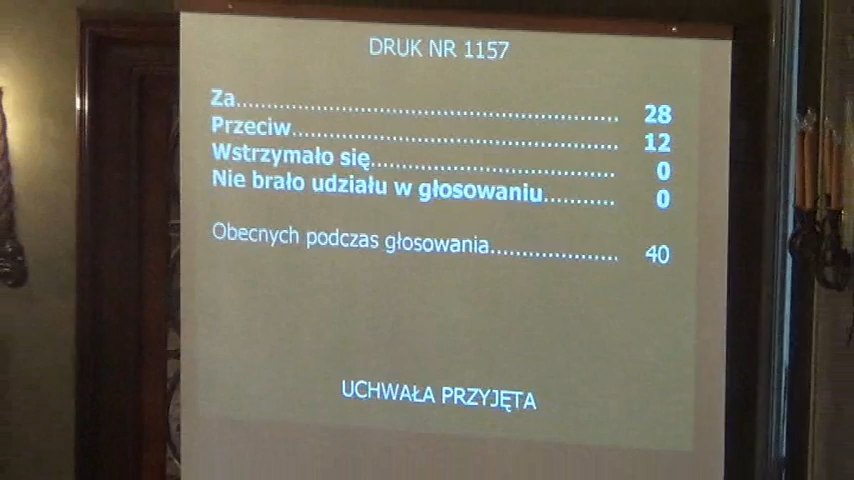 DRUK NR 1157
Za............................................................ 28
Przeciw.................................................... 12
Wstrzymało się....................................... 0
Nie brało udziału w głosowaniu........... 0
Obecnych podczas głosowania.................... 40
UCHWAŁA PRZYJĘTA